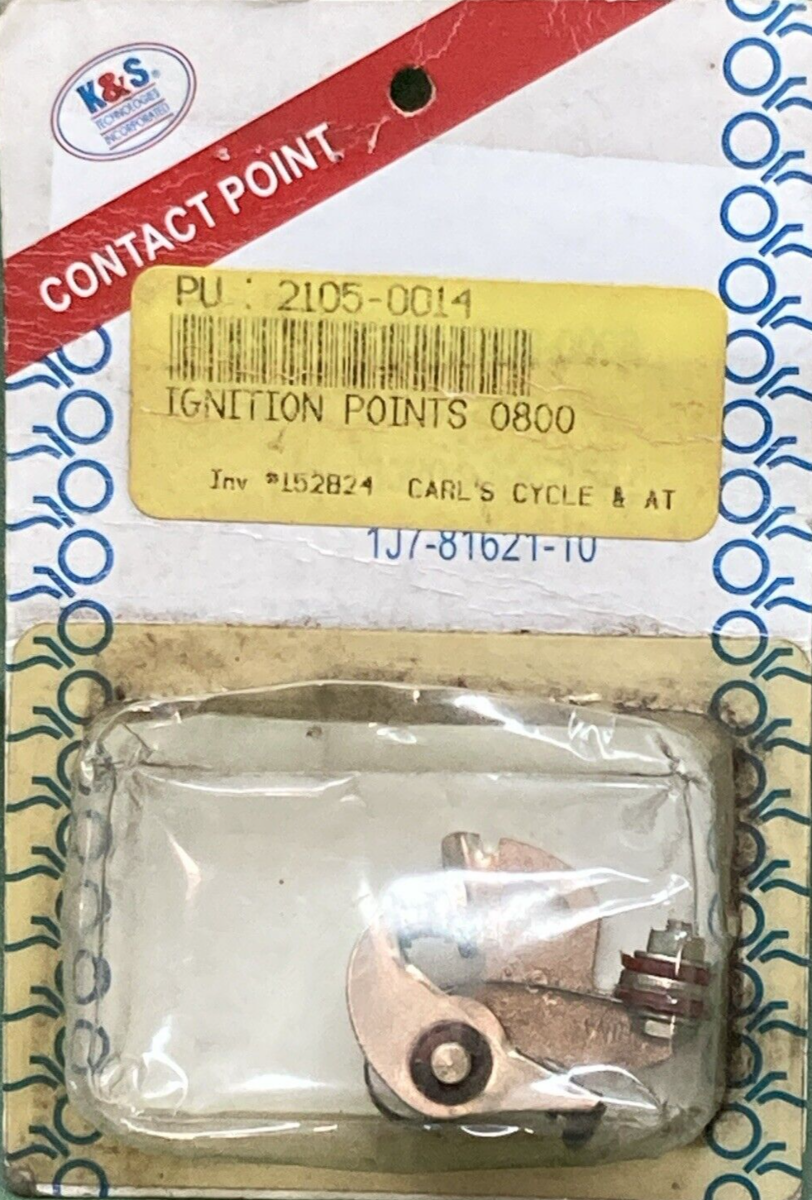 K&S®
TECHNOLOGIES
INCORPORATED
CONTACT POINT
PU : 2105-0014
IGNITION POINTS 0800
Inv #152824 CARL'S CYCLE & AT
1J7-81621-10